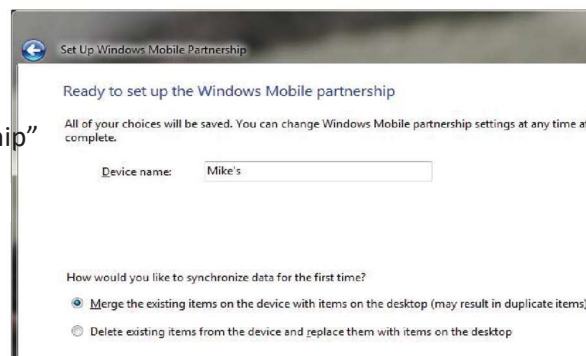 Set Up Windows Mobile Partnership
Ready to set up the Windows Mobile partnership
All of your choices will be saved. You can change Windows Mobile partnership settings at any time
hip”
complete.
Device name: Mike's
How would you like to synchronize data for the first time?
Merge the existing items on the device with items on the desktop (may result in duplicate items)
Delete existing items from the device and replace them with items on the desktop